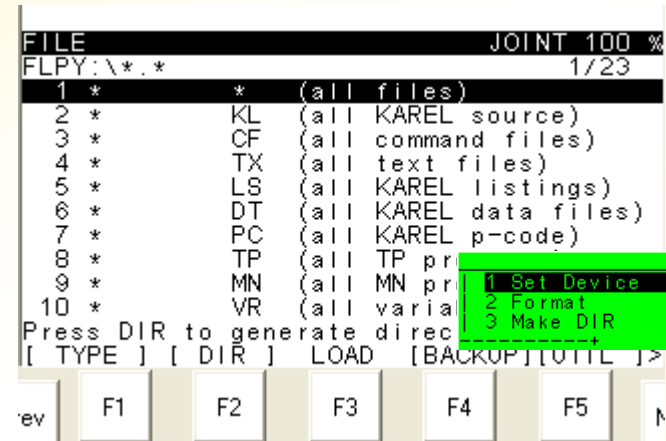 FILE JOINT 100 %
FLPY:\*.* 1/23
1 * * (all files)
2 * KL (all KAREL source)
3 * CF (all command files)
4 * TX (all text files)
5 * LS (all KAREL listings)
6 * DT (all KAREL data files)
7 * PC (all KAREL p-code)
8 * TP (all TP pr
9 * MN (all MN pr
10 * VR (all varia
1 Set Device
2 Format
3 Make DIR
Press DIR to generate direc
[ TYPE ] [ DIR ] LOAD [BACKUP][UTIL ]>
rev F1 F2 F3 F4 F5 N